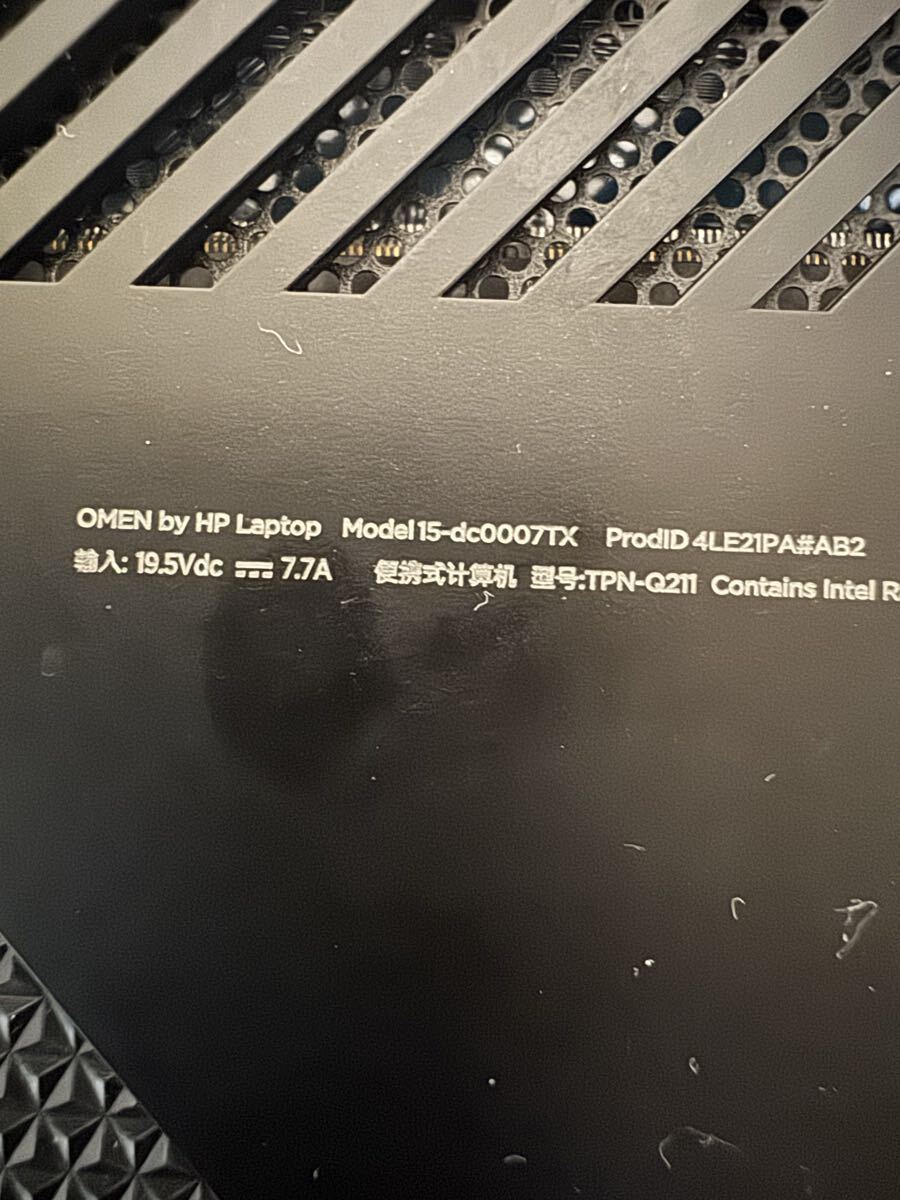 OMEN by HP Laptop Model 15-dc0007TX ProdID 4LE21PA#AB2
输入: 19.5Vdc ⎓ 7.7A 便携式计算机 型号:TPN-Q211 Contains Intel R